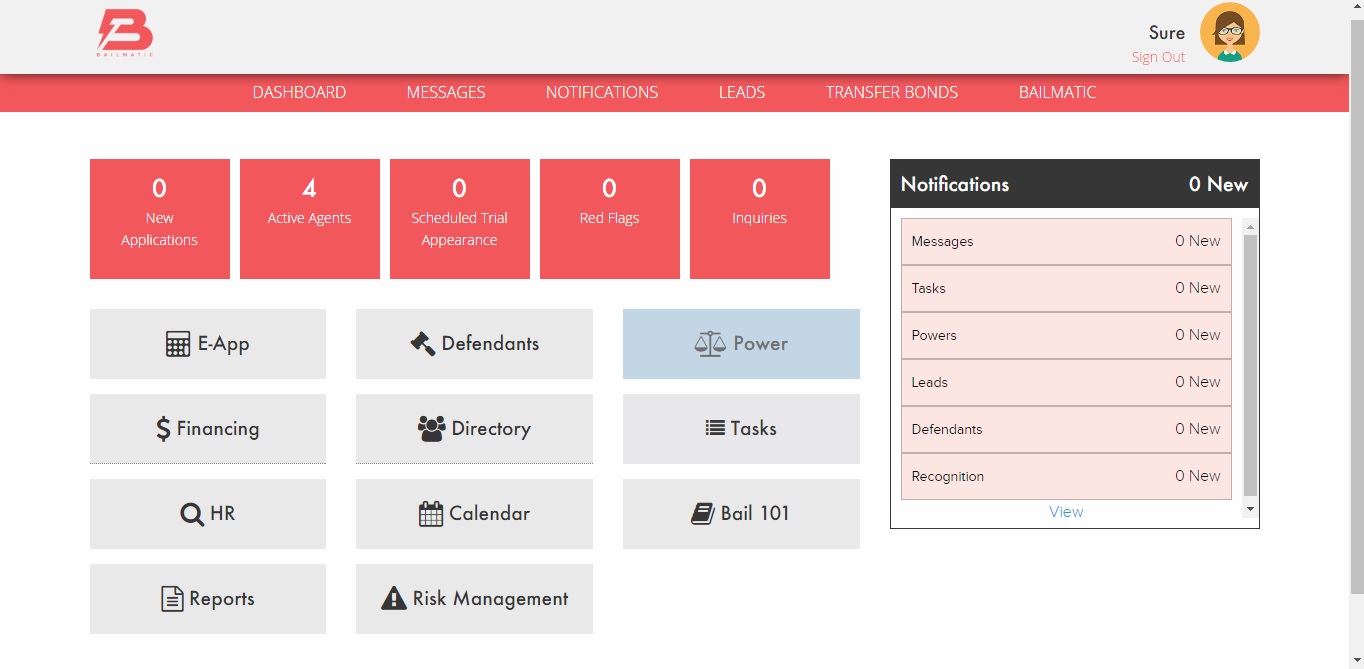 BAILMATIC
Sure
Sign Out
DASHBOARD MESSAGES NOTIFICATIONS LEADS TRANSFER BONDS BAILMATIC
0
New
Applications
4
Active Agents
0
Scheduled Trial
Appearance
0
Red Flags
0
Inquiries
E-App
Defendants
Power
Financing
Directory
Tasks
HR
Calendar
Bail 101
Reports
Risk Management
Notifications 0 New
Messages 0 New
Tasks 0 New
Powers 0 New
Leads 0 New
Defendants 0 New
Recognition 0 New
View